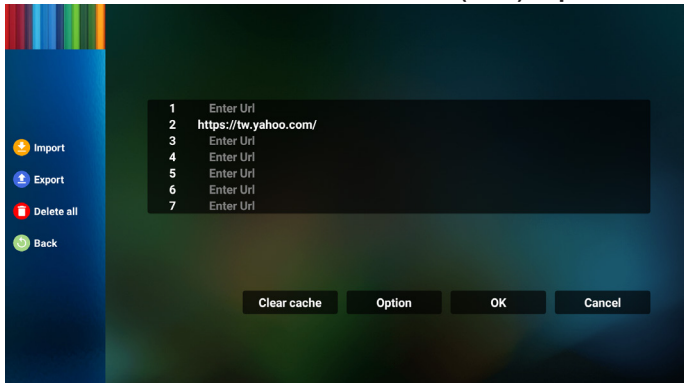 Import
Export
Delete all
Back
1 Enter Url
2 https://tw.yahoo.com/
3 Enter Url
4 Enter Url
5 Enter Url
6 Enter Url
7 Enter Url
Clear cache Option OK Cancel